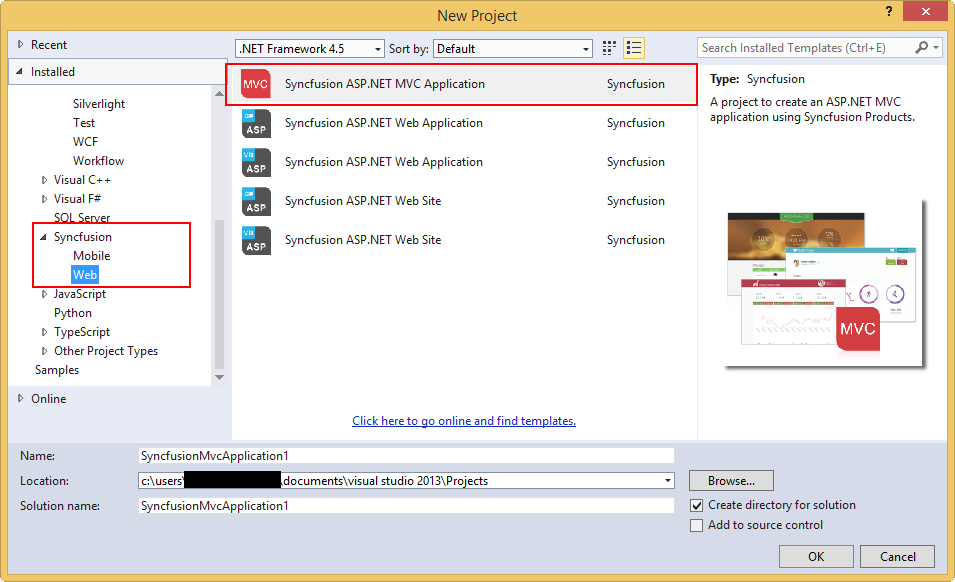 New Project
?
Recent
Installed
Silverlight
Test
WCF
Workflow
Visual C++
Visual F#
SQL Server
Syncfusion
Mobile
Web
JavaScript
Python
TypeScript
Other Project Types
Samples
Online
.NET Framework 4.5 Sort by: Default
MVC Syncfusion ASP.NET MVC Application Syncfusion
C# ASP Syncfusion ASP.NET Web Application Syncfusion
VB ASP Syncfusion ASP.NET Web Application Syncfusion
C# ASP Syncfusion ASP.NET Web Site Syncfusion
VB ASP Syncfusion ASP.NET Web Site Syncfusion
Click here to go online and find templates.
Search Installed Templates (Ctrl+E)
Type: Syncfusion
A project to create an ASP.NET MVC
application using Syncfusion Products.
MVC
Name: SyncfusionMvcApplication1
Location: c:\users\ \documents\visual studio 2013\Projects Browse...
Solution name: SyncfusionMvcApplication1
Create directory for solution
Add to source control
OK Cancel